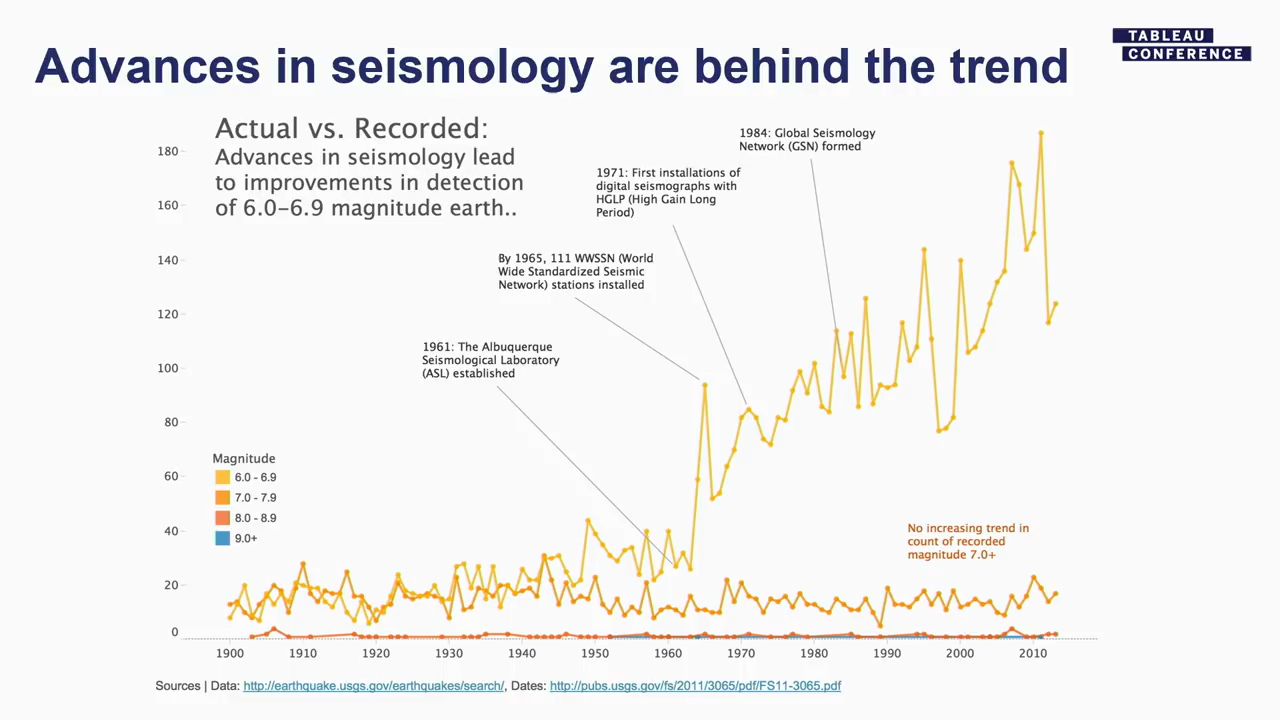 Advances in seismology are behind the trend
TABLEAU
CONFERENCE
Actual vs. Recorded:
Advances in seismology lead
to improvements in detection
of 6.0–6.9 magnitude earth..
1984: Global Seismology
Network (GSN) formed
1971: First installations of
digital seismographs with
HGLP (High Gain Long
Period)
By 1965, 111 WWSSN (World
Wide Standardized Seismic
Network) stations installed
1961: The Albuquerque
Seismological Laboratory
(ASL) established
180
160
140
120
100
80
60
40
20
0
Magnitude
6.0 - 6.9
7.0 - 7.9
8.0 - 8.9
9.0+
No increasing trend in
count of recorded
magnitude 7.0+
1900 1910 1920 1930 1940 1950 1960 1970 1980 1990 2000 2010
Sources | Data: http://earthquake.usgs.gov/earthquakes/search/, Dates: http://pubs.usgs.gov/fs/2011/3065/pdf/FS11-3065.pdf